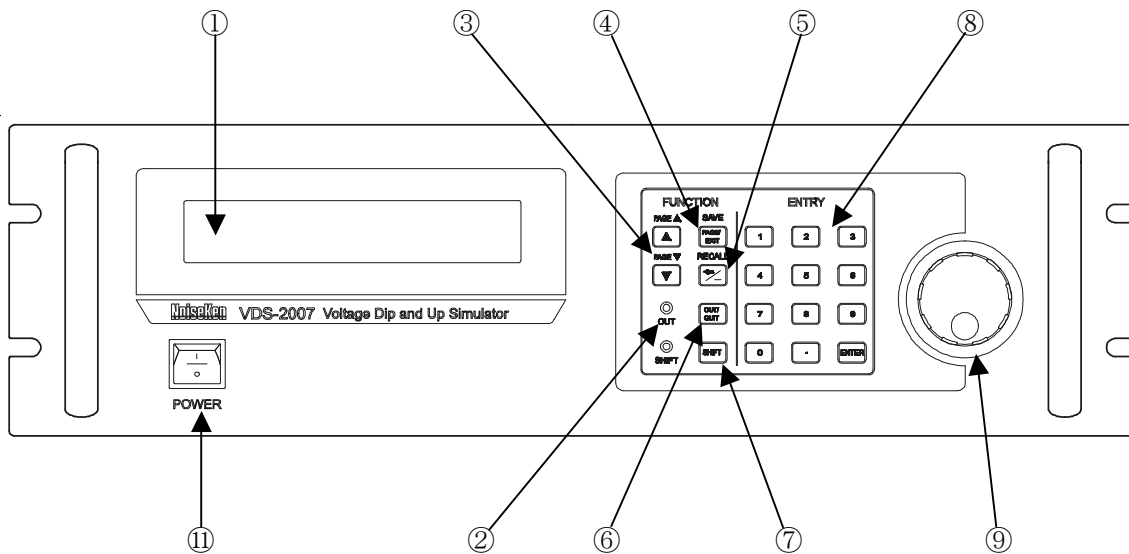 ① ③ ④ ⑤ ⑧
FUNCTION ENTRY
PAGE ▲ SAVE
▲ PAGE/ EXIT 1 2 3
PAGE ▼ RECALL
▼ 4 5 6
OUT/ QUIT 7 8 9
OUT
SHIFT 0 . ENTER
SHIFT
NoiseKen VDS-2007 Voltage Dip and Up Simulator
POWER
⑪ ② ⑥ ⑦ ⑨